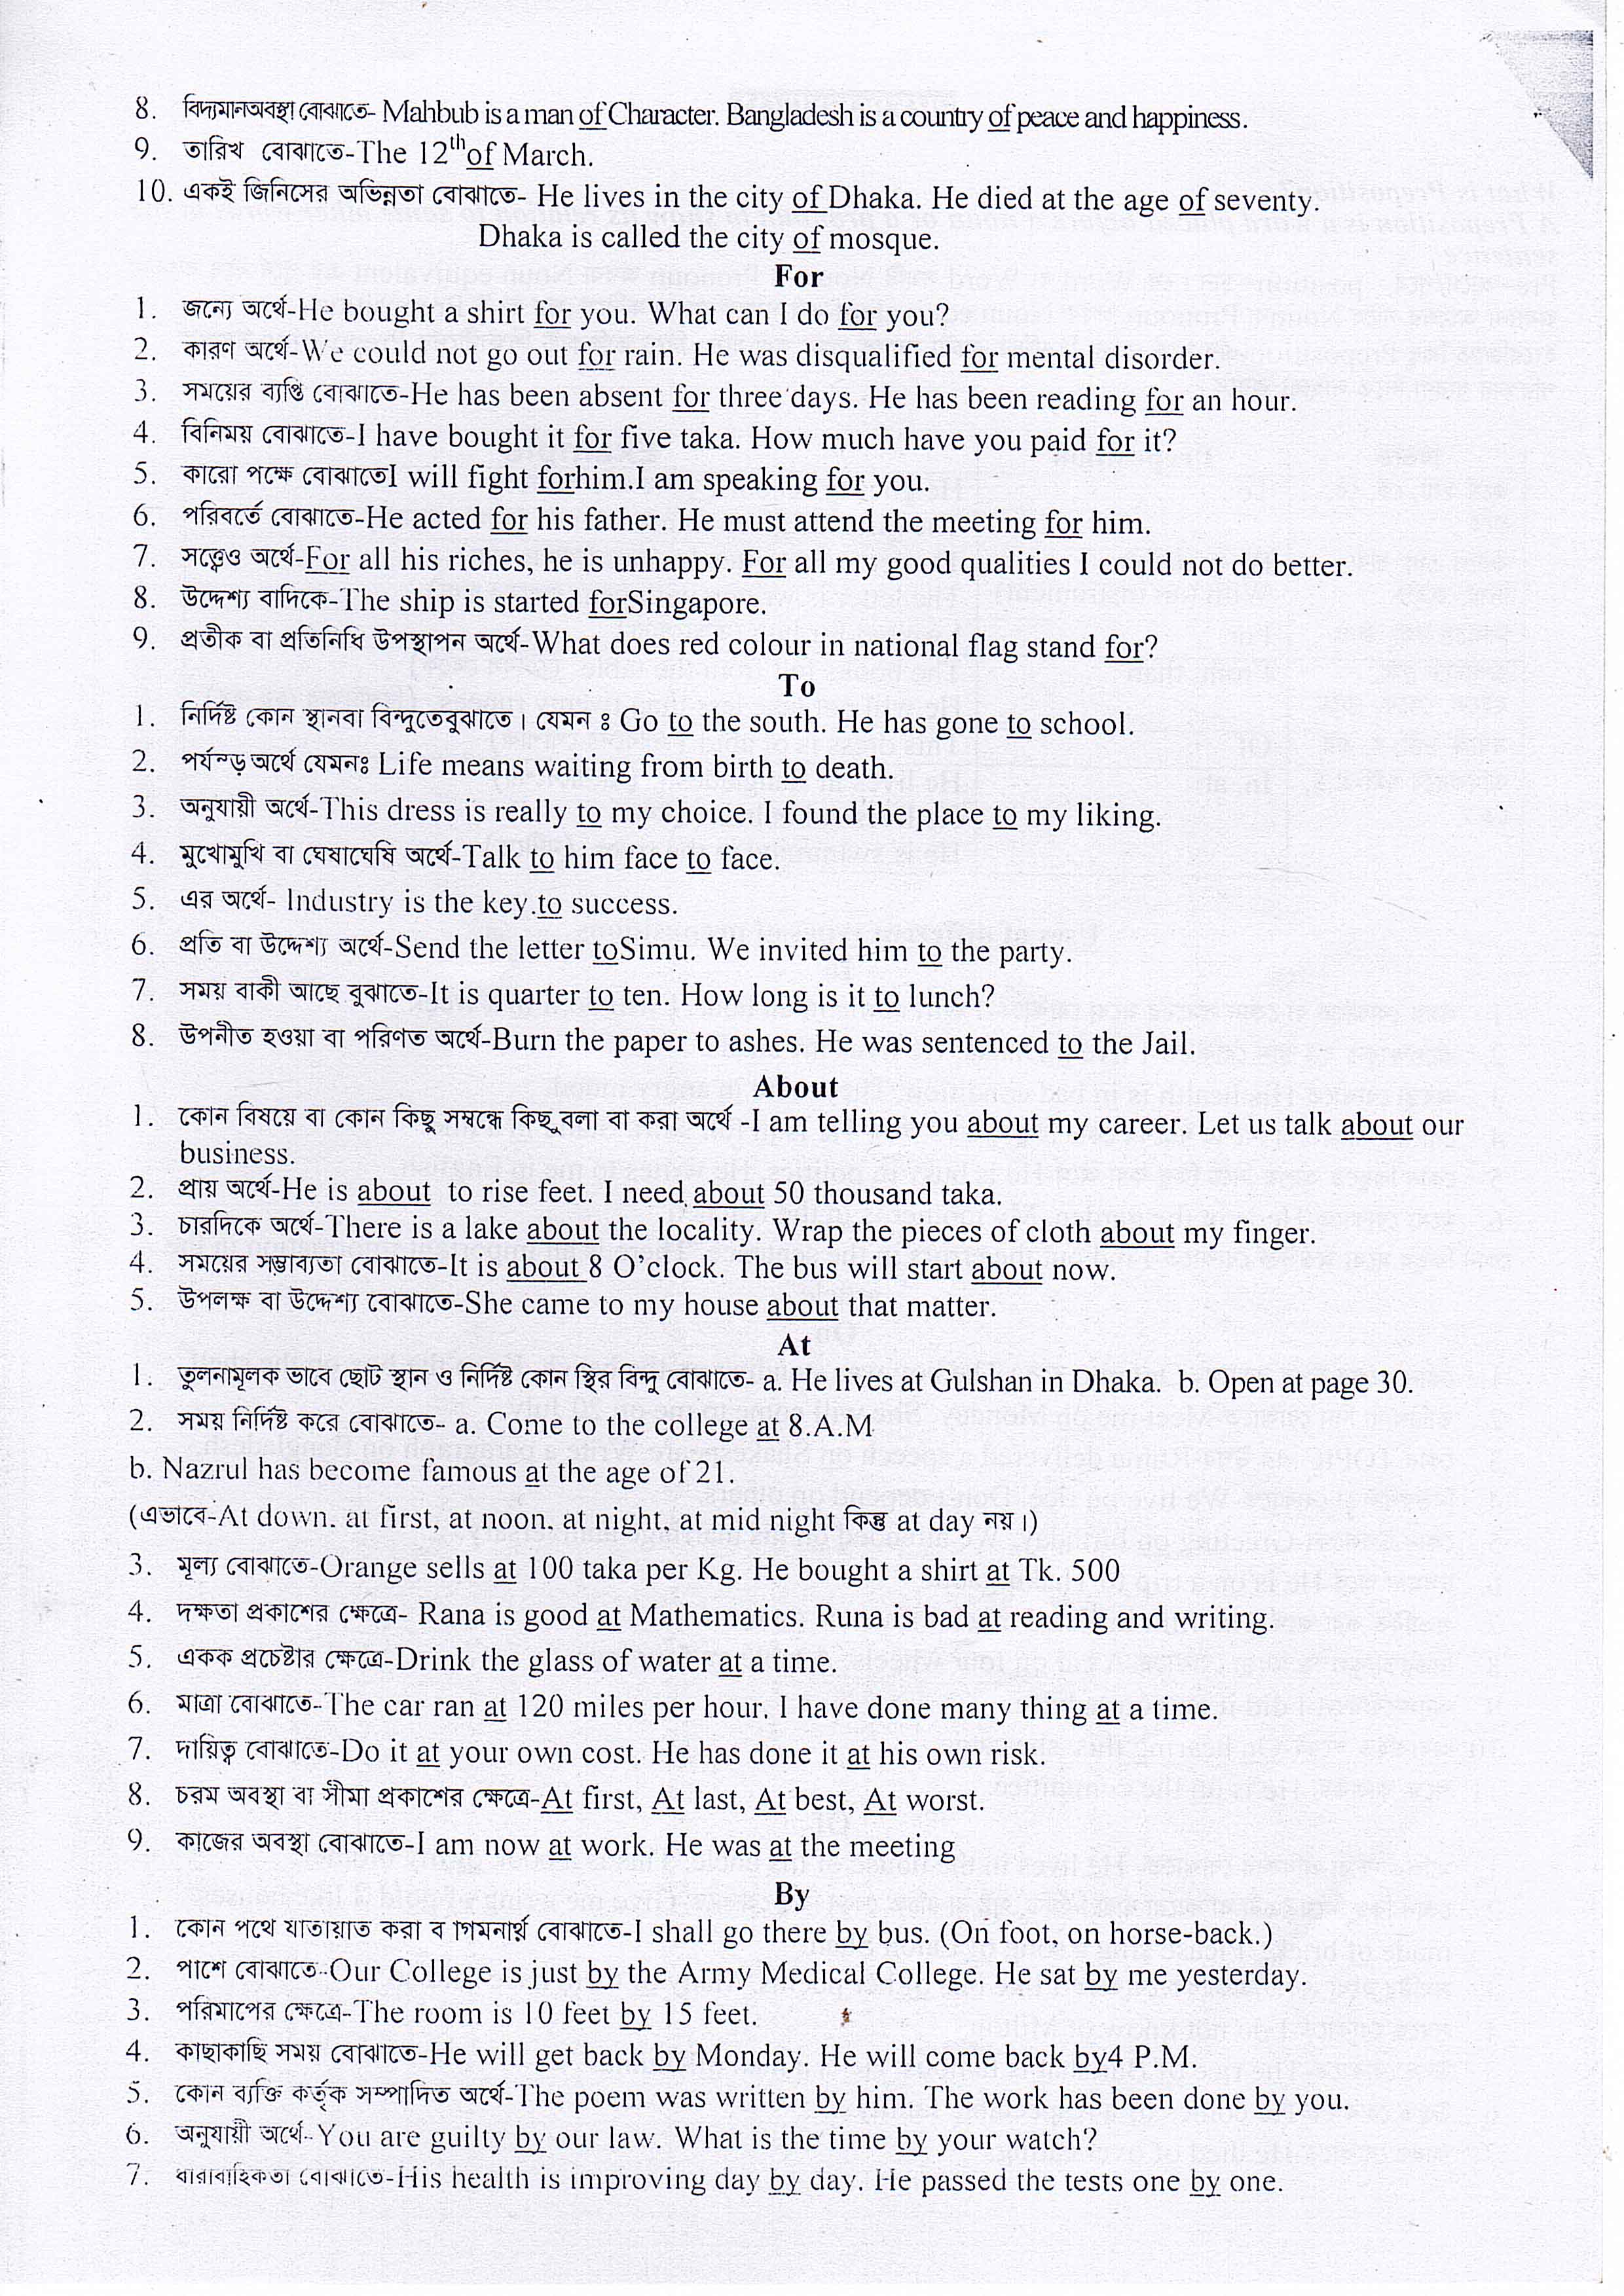 8. বিদ্যমানঅবস্থা বোঝাতে- Mahbub is a man of Character. Bangladesh is a country of peace and happiness.
9. তারিখ বোঝাতে-The 12th of March.
10. একই জিনিসের অভিন্নতা বোঝাতে- He lives in the city of Dhaka. He died at the age of seventy.
Dhaka is called the city of mosque.
For
1. জন্যে অর্থে-He bought a shirt for you. What can I do for you?
2. কারণ অর্থে-We could not go out for rain. He was disqualified for mental disorder.
3. সময়ের ব্যপ্তি বোঝাতে-He has been absent for three days. He has been reading for an hour.
4. বিনিময় বোঝাতে-I have bought it for five taka. How much have you paid for it?
5. কারো পক্ষে বোঝাতেI will fight forhim.I am speaking for you.
6. পরিবর্তে বোঝাতে-He acted for his father. He must attend the meeting for him.
7. সত্ত্বেও অর্থে-For all his riches, he is unhappy. For all my good qualities I could not do better.
8. উদ্দেশ্য বাদিকে-The ship is started forSingapore.
9. প্রতীক বা প্রতিনিধি উপস্থাপন অর্থে-What does red colour in national flag stand for?
To
1. নির্দিষ্ট কোন স্থানবা বিন্দুতেবুঝাতে। যেমন ঃ Go to the south. He has gone to school.
2. পর্যন্ড় অর্থে যেমনঃ Life means waiting from birth to death.
3. অনুযায়ী অর্থে-This dress is really to my choice. I found the place to my liking.
4. মুখোমুখি বা ঘেষাঘেষি অর্থে-Talk to him face to face.
5. এর অর্থে- Industry is the key to success.
6. প্রতি বা উদ্দেশ্য অর্থে-Send the letter toSimu. We invited him to the party.
7. সময় বাকী আছে বুঝাতে-It is quarter to ten. How long is it to lunch?
8. উপনীত হওয়া বা পরিণত অর্থে-Burn the paper to ashes. He was sentenced to the Jail.
About
1. কোন বিষয়ে বা কোন কিছু সম্বন্ধে কিছু বলা বা করা অর্থে -I am telling you about my career. Let us talk about our
business.
2. প্রায় অর্থে-He is about to rise feet. I need about 50 thousand taka.
3. চারদিকে অর্থে-There is a lake about the locality. Wrap the pieces of cloth about my finger.
4. সময়ের সম্ভাব্যতা বোঝাতে-It is about 8 O'clock. The bus will start about now.
5. উপলক্ষ বা উদ্দেশ্য বোঝাতে-She came to my house about that matter.
At
1. তুলনামূলক ভাবে ছোট স্থান ও নির্দিষ্ট কোন স্থির বিন্দু বোঝাতে- a. He lives at Gulshan in Dhaka. b. Open at page 30.
2. সময় নির্দিষ্ট করে বোঝাতে- a. Come to the college at 8.A.M
b. Nazrul has become famous at the age of 21.
(এভাবে-At down. at first, at noon. at night, at mid night কিন্তু at day নয়।)
3. মূল্য বোঝাতে-Orange sells at 100 taka per Kg. He bought a shirt at Tk. 500
4. দক্ষতা প্রকাশের ক্ষেত্রে- Rana is good at Mathematics. Runa is bad at reading and writing.
5. একক প্রচেষ্টার ক্ষেত্রে-Drink the glass of water at a time.
6. মাত্রা বোঝাতে-The car ran at 120 miles per hour. I have done many thing at a time.
7. দায়িত্ব বোঝাতে-Do it at your own cost. He has done it at his own risk.
8. চরম অবস্থা বা সীমা প্রকাশের ক্ষেত্রে-At first, At last, At best, At worst.
9. কাজের অবস্থা বোঝাতে-I am now at work. He was at the meeting
By
1. কোন পথে যাতায়াত করা ব াগমনার্থ বোঝাতে-I shall go there by bus. (On foot, on horse-back.)
2. পাশে বোঝাতে-Our College is just by the Army Medical College. He sat by me yesterday.
3. পরিমাপের ক্ষেত্রে-The room is 10 feet by 15 feet.
4. কাছাকাছি সময় বোঝাতে-He will get back by Monday. He will come back by4 P.M.
5. কোন ব্যক্তি কর্তৃক সম্পাদিত অর্থে-The poem was written by him. The work has been done by you.
6. অনুযায়ী অর্থে-You are guilty by our law. What is the time by your watch?
7. ধারাবাহিকতা বোঝাতে-His health is improving day by day. He passed the tests one by one.